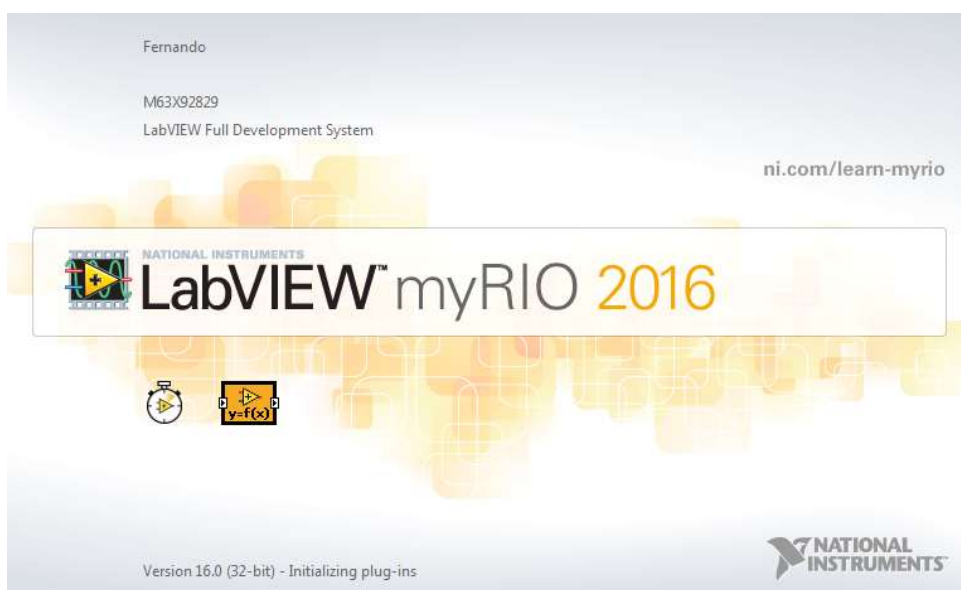 Fernando
M63X92829
LabVIEW Full Development System
ni.com/learn-myrio
NATIONAL INSTRUMENTS
LabVIEW™ myRIO 2016
y=f(x)
Version 16.0 (32-bit) - Initializing plug-ins
NATIONAL
INSTRUMENTS